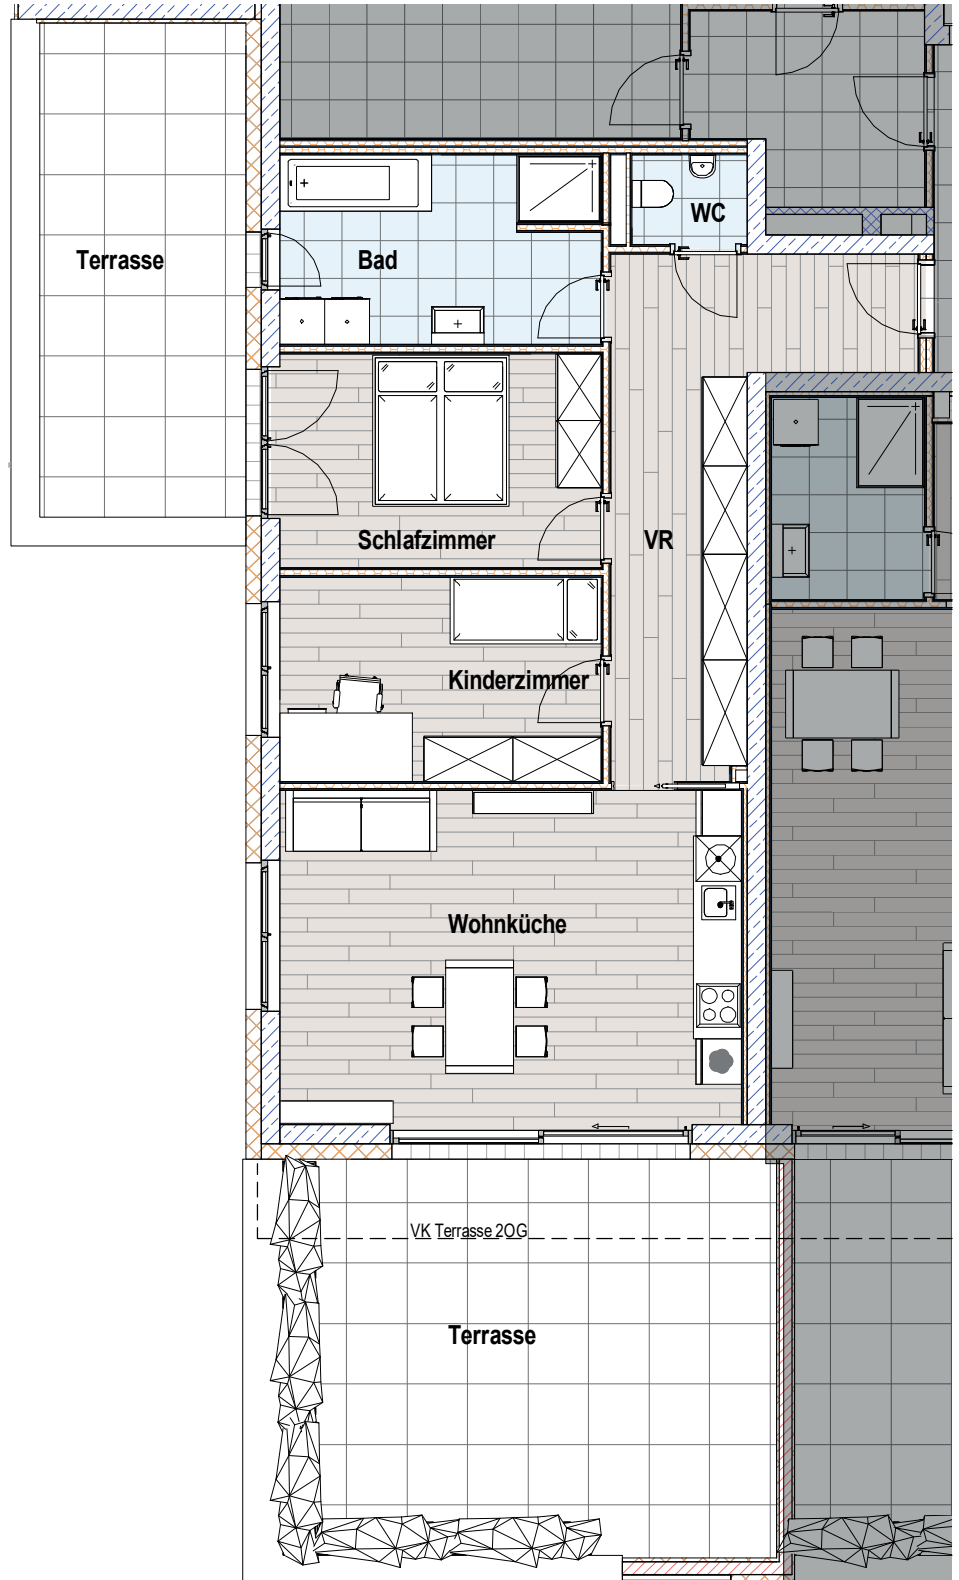 WC
Terrasse
Bad
Schlafzimmer
VR
Kinderzimmer
Wohnküche
VK Terrasse 2OG
Terrasse